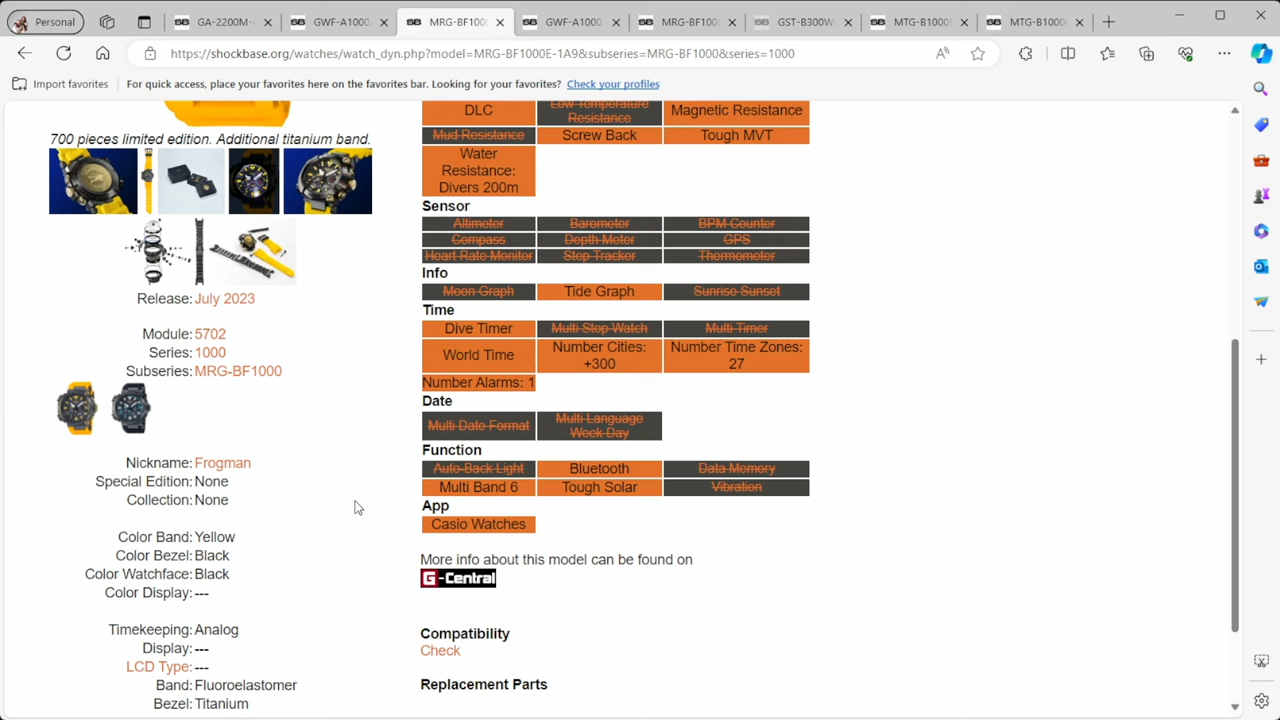 Personal
GA-2200M-
GWF-A1000
MRG-BF100
GWF-A1000
MRG-BF100
GST-B300W
MTG-B1000
MTG-B1000
https://shockbase.org/watches/watch_dyn.php?model=MRG-BF1000E-1A9&subseries=MRG-BF1000&series=1000
Import favorites
For quick access, place your favorites here on the favorites bar. Looking for your favorites? Check your profiles
700 pieces limited edition. Additional titanium band.
Release: July 2023
Module: 5702
Series: 1000
Subseries: MRG-BF1000
Nickname: Frogman
Special Edition: None
Collection: None
Color Band: Yellow
Color Bezel: Black
Color Watchface: Black
Color Display: ---
Timekeeping: Analog
Display: ---
LCD Type: ---
Band: Fluoroelastomer
Bezel: Titanium
DLC
Low Temperature
Resistance
Magnetic Resistance
Mud Resistance
Screw Back
Tough MVT
Water
Resistance:
Divers 200m
Sensor
Altimeter
Barometer
BPM Counter
Compass
Depth Meter
GPS
Heart Rate Monitor
Step Tracker
Thermometer
Info
Moon Graph
Tide Graph
Sunrise Sunset
Time
Dive Timer
Multi Stop Watch
Multi Timer
World Time
Number Cities:
+300
Number Time Zones:
27
Number Alarms: 1
Date
Multi Date Format
Multi Language
Week Day
Function
Auto Back Light
Bluetooth
Data Memory
Multi Band 6
Tough Solar
Vibration
App
Casio Watches
More info about this model can be found on
G-Central
Compatibility
Check
Replacement Parts